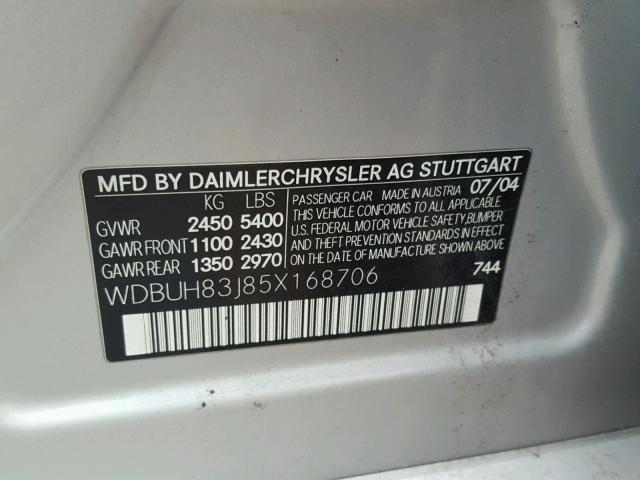 MFD BY DAIMLERCHRYSLER AG STUTTGART
KG LBS
GVWR 2450 5400
GAWR FRONT 1100 2430
GAWR REAR 1350 2970
PASSENGER CAR MADE IN AUSTRIA 07/04
THIS VEHICLE CONFORMS TO ALL APPLICABLE
U.S. FEDERAL MOTOR VEHICLE SAFETY, BUMPER
AND THEFT PREVENTION STANDARDS IN EFFECT
ON THE DATE OF MANUFACTURE SHOWN ABOVE
WDBUH83J85X168706
744